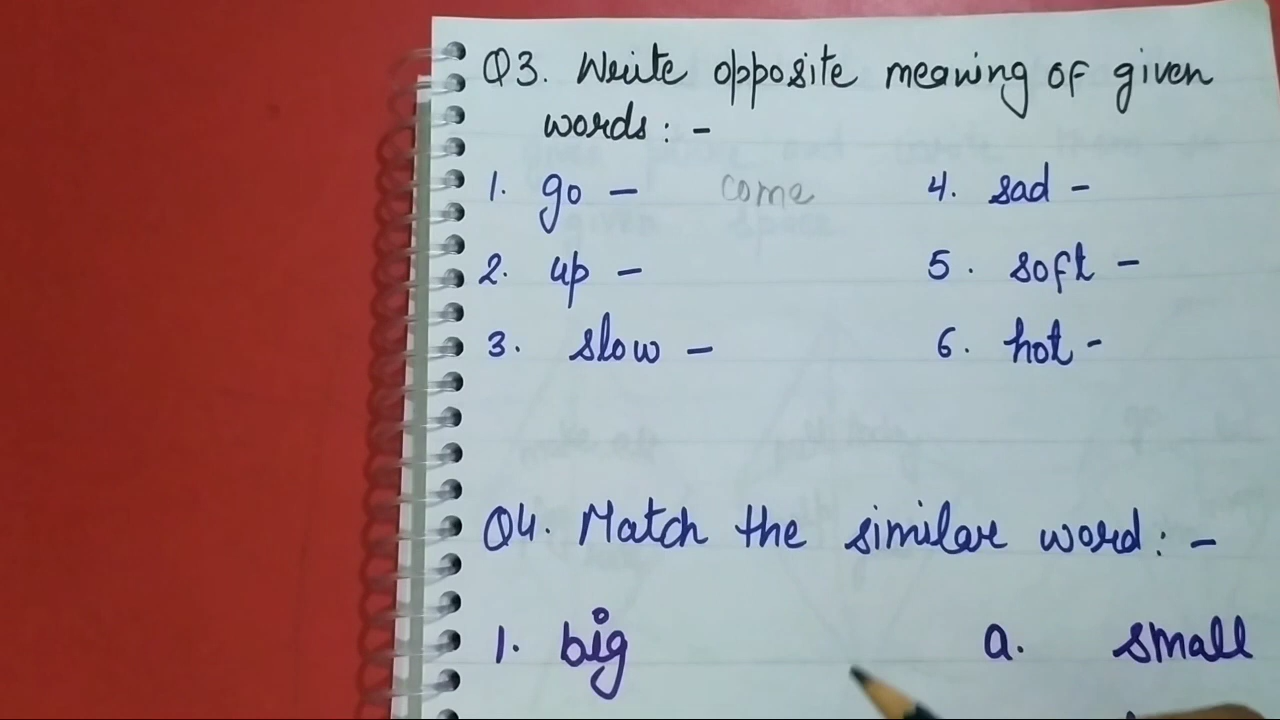 Q3. Write opposite meaning of given
words : -
1. go - come 4. sad -
2. up - 5. soft -
3. slow - 6. hot -
Q4. Match the similar word : -
1. big a. small